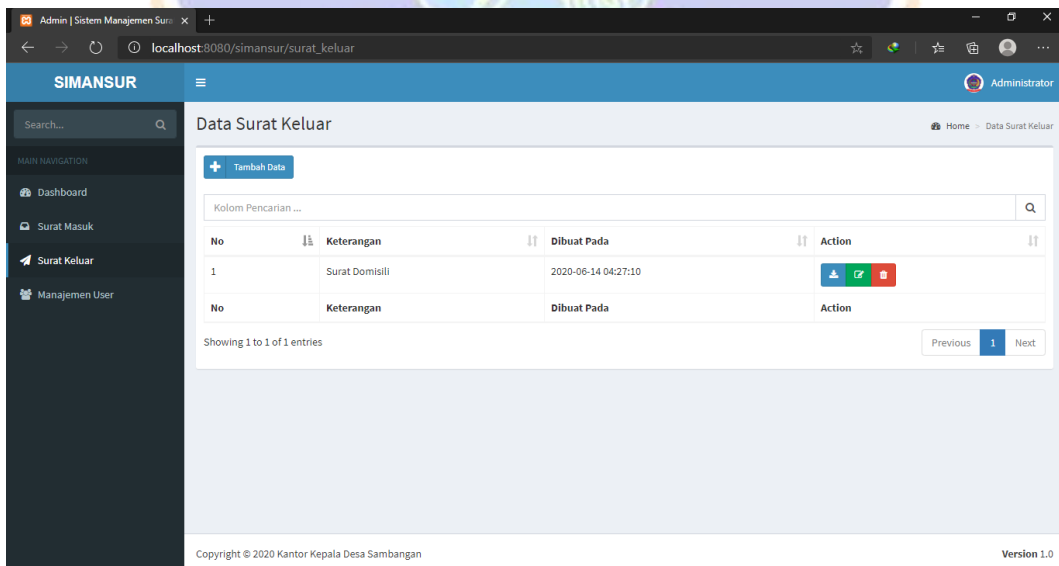 Admin | Sistem Manajemen Sura
localhost:8080/simansur/surat_keluar
SIMANSUR
Administrator
Search...
Data Surat Keluar
Home > Data Surat Keluar
MAIN NAVIGATION
Tambah Data
Dashboard
Surat Masuk
Surat Keluar
Manajemen User
Kolom Pencarian ...
No Keterangan Dibuat Pada Action
1 Surat Domisili 2020-06-14 04:27:10
No Keterangan Dibuat Pada Action
Showing 1 to 1 of 1 entries
Previous 1 Next
Copyright © 2020 Kantor Kepala Desa Sambangan
Version 1.0